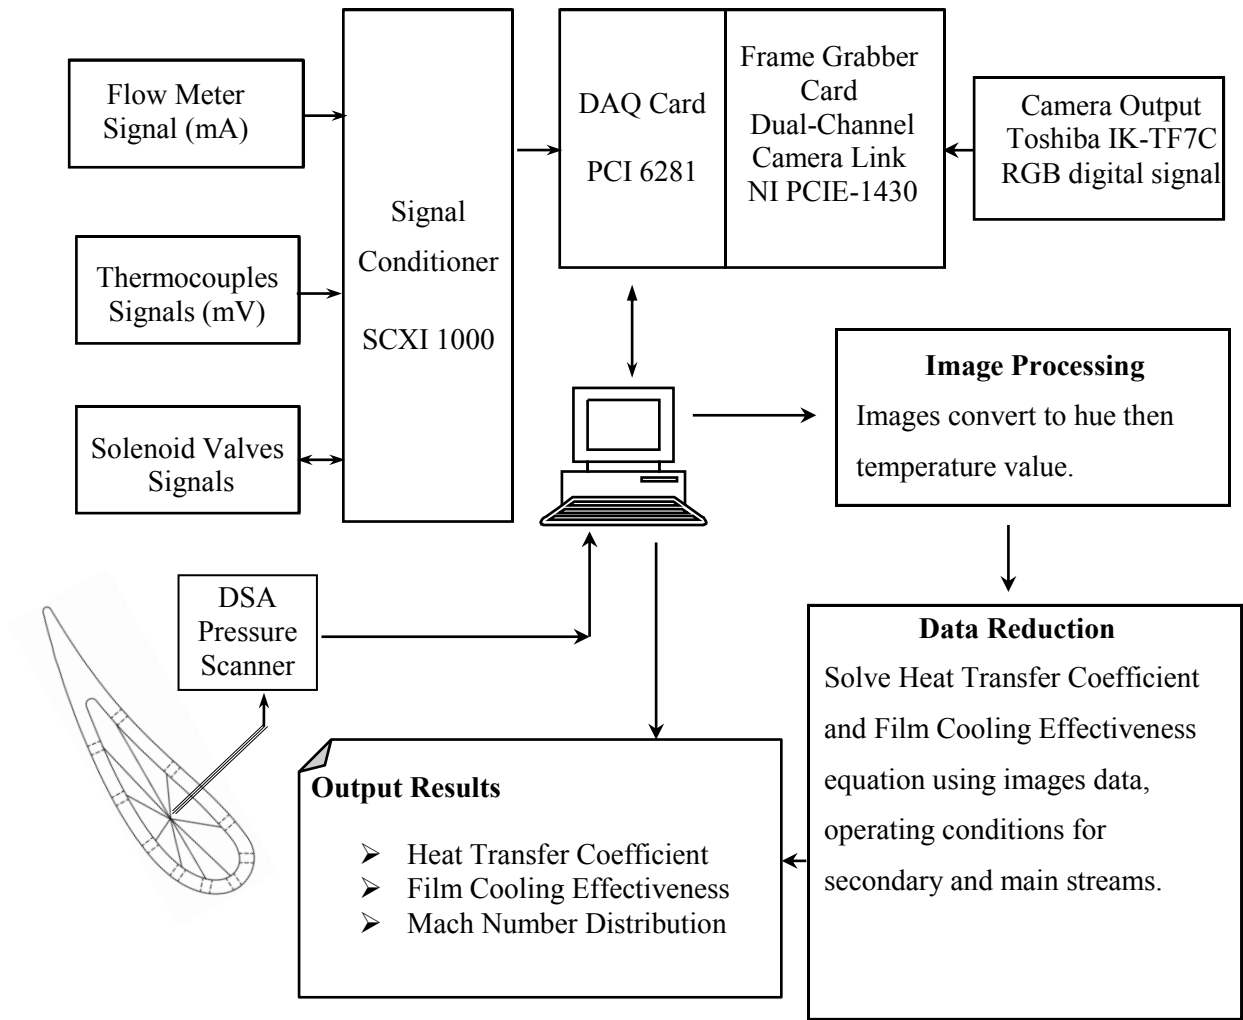 Flow Meter
Signal (mA)
Thermocouples
Signals (mV)
Solenoid Valves
Signals
Signal
Conditioner
SCXI 1000
DAQ Card
PCI 6281
Frame Grabber
Card
Dual-Channel
Camera Link
NI PCIE-1430
Camera Output
Toshiba IK-TF7C
RGB digital signal
Image Processing
Images convert to hue then
temperature value.
DSA
Pressure
Scanner
Data Reduction
Solve Heat Transfer Coefficient
and Film Cooling Effectiveness
equation using images data,
operating conditions for
secondary and main streams.
Output Results
➢ Heat Transfer Coefficient
➢ Film Cooling Effectiveness
➢ Mach Number Distribution